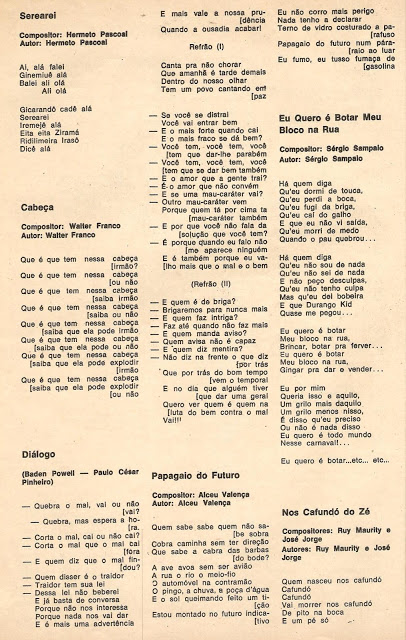 Serearei
Compositor: Hermeto Pascoal
Autor: Hermeto Pascoal
Ai, alá falei
Ginemiuê alá
Balei ali olá
Ali olá
Gicarandô cadê alá
Serearei
Iremejê alá
Eita eita Ziramá
Ridilimeira Irasô
Dicê alá
Cabeça
Compositor: Walter Franco
Autor: Walter Franco
Que é que tem nessa cabeça
[irmão?
Que é que tem nessa cabeça
[ou não
Que é que tem nessa cabeça
[saiba irmão
Que é que tem nessa cabeça
[saiba ou não
Que é que tem nessa cabeça
[saiba que ela pode irmão
Que é que tem nessa cabeça
[saiba que ela pode ou não
Que é que tem nessa cabeça
[saiba que ela pode explodir
[irmão
Que é que tem nessa cabeça
[saiba que ela pode explodir
[ou não
Diálogo
(Baden Powell — Paulo César
Pinheiro)
— Quebra o mal, vai ou não
[vai?
— Quebra, mas espera a ho-
[ra.
— Corta o mal, cai ou não cai?
— Corta o mal que o mal cai
[fora
— E quem diz que o mal fin-
[dou?
— Quem disser é o traidor
— Traidor tem sua lei
— Dessa lei não beberei
E já basta de conversa
Porque não nos interessa
Porque nada nos vai dar
E é mais uma advertência
E mais vale a nossa pru-
[dência
Quando a ousadia acabar!
Refrão (I)
Canta pra não chorar
Que amanhã é tarde demais
Dentro do nosso olhar
Tem um povo cantando em
[paz
— Se você se distrai
Você vai entrar bem
— E o mais forte quando cai
E o mais fraco se dá bem?
— Você tem, você tem, você
[tem que dar-lhe parabém
— Você tem, você tem, você
[tem que se dar bem também
— E o amor que a gente trai?
— É o amor que não convém
— E se uma mau-caráter vai?
— Outro mau-caráter vem
Porque quem tá por cima ta
[mau-caráter também
— E por que você não fala da
[solução que você tem?
— É porque quando eu falo não
[me aparece ninguém
E é também porque eu va-
[lho mais que o mal e o bem
Refrão (II)
— E quem é de briga?
— Brigaremos para nunca mais
— E quem faz intriga?
— Faz até quando não faz mais
— E quem manda aviso?
— Quem avisa não é capaz
— E quem diz mentira?
— Não diz na frente o que diz
[por trás
Que por trás do bom tempo
[vem o temporal
E no dia que alguém tiver
[que dar uma geral
Quero ver quem é quem na
[luta do bem contra o mal
Vai!!!
Papagaio do Futuro
Compositor: Alceu Valença
Autor: Alceu Valença
Quem sabe sabe quem não sa-
[be sobra
Cobra caminha sem ter direção
Que sabe a cabra das barbas
[do bode?
A ave avoa sem ser avião
A rua o rio o meio-fio
O automóvel na contramão
O pingo, a chuva, a poça d'água
E o sol queimando feito um ti-
[ção
Estou montado no futuro indica-
[tivo
Eu não corro mais perigo
Nada tenho a declarar
Terno de vidro costurado a pa-
[rafuso
Papagaio do futuro num pára-
[raio ao luar
Eu fumo, eu tusso fumaça de
[gasolina
Eu Quero é Botar Meu
Bloco na Rua
Compositor: Sérgio Sampaio
Autor: Sérgio Sampaio
Há quem diga
Qu'eu dormi de touca,
Qu'eu perdi a boca,
Qu'eu fugi da briga,
Qu'eu caí do galho
E que eu não vi saída,
Qu'eu morri de medo
Quando o pau quebrou...
Há quem diga
Qu'eu não sou de nada
Qu'eu não sei de nada
E não peço desculpas,
Qu'eu não tenho culpa
Mas qu'eu dei bobeira
E que Durango Kid
Quase me pegou...
Eu quero é botar
Meu bloco na rua,
Brincar, botar pra ferver...
Eu quero é botar
Meu bloco na rua,
Gingar pra dar e vender...
Eu por mim
Queria isso e aquilo,
Um grilo mais daquilo
Um grilo menos nisso,
É disso qu'eu preciso
Ou não é nada disso
Eu quero é todo mundo
Nesse carnaval...
Eu quero é botar...etc... etc...
Nos Cafundó do Zé
Compositores: Ruy Maurity e
José Jorge
Autores: Ruy Maurity e José
Jorge
Quem nasceu nos cafundó
Cafundó
Cafundó
Vai morrer nos cafundó
De pito na boca
E um pé só